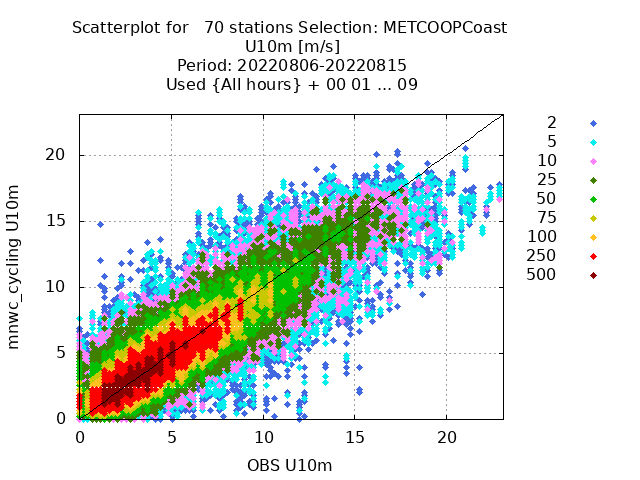 Scatterplot for   70 stations Selection: METCOOPCoast
U10m [m/s]
Period: 20220806-20220815
Used {All hours} + 00 01 ... 09
2
5
10
25
50
75
100
250
500
mnwc_cycling U10m
20
15
10
5
0
0 5 10 15 20
OBS U10m